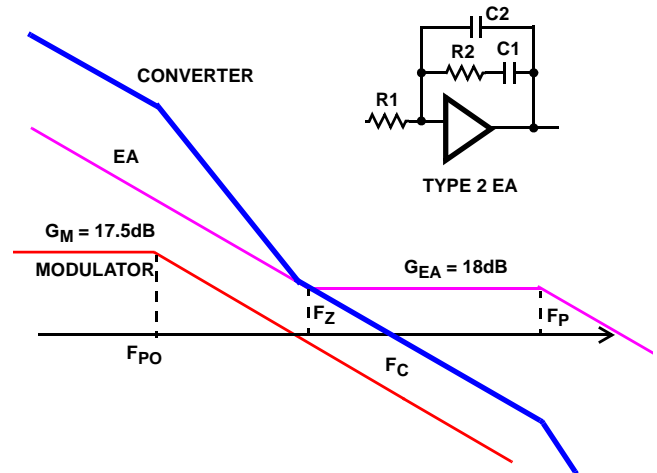 C2
R2
C1
R1
TYPE 2 EA
CONVERTER
EA
G_M = 17.5dB
MODULATOR
G_EA = 18dB
F_Z
F_P
F_PO
F_C